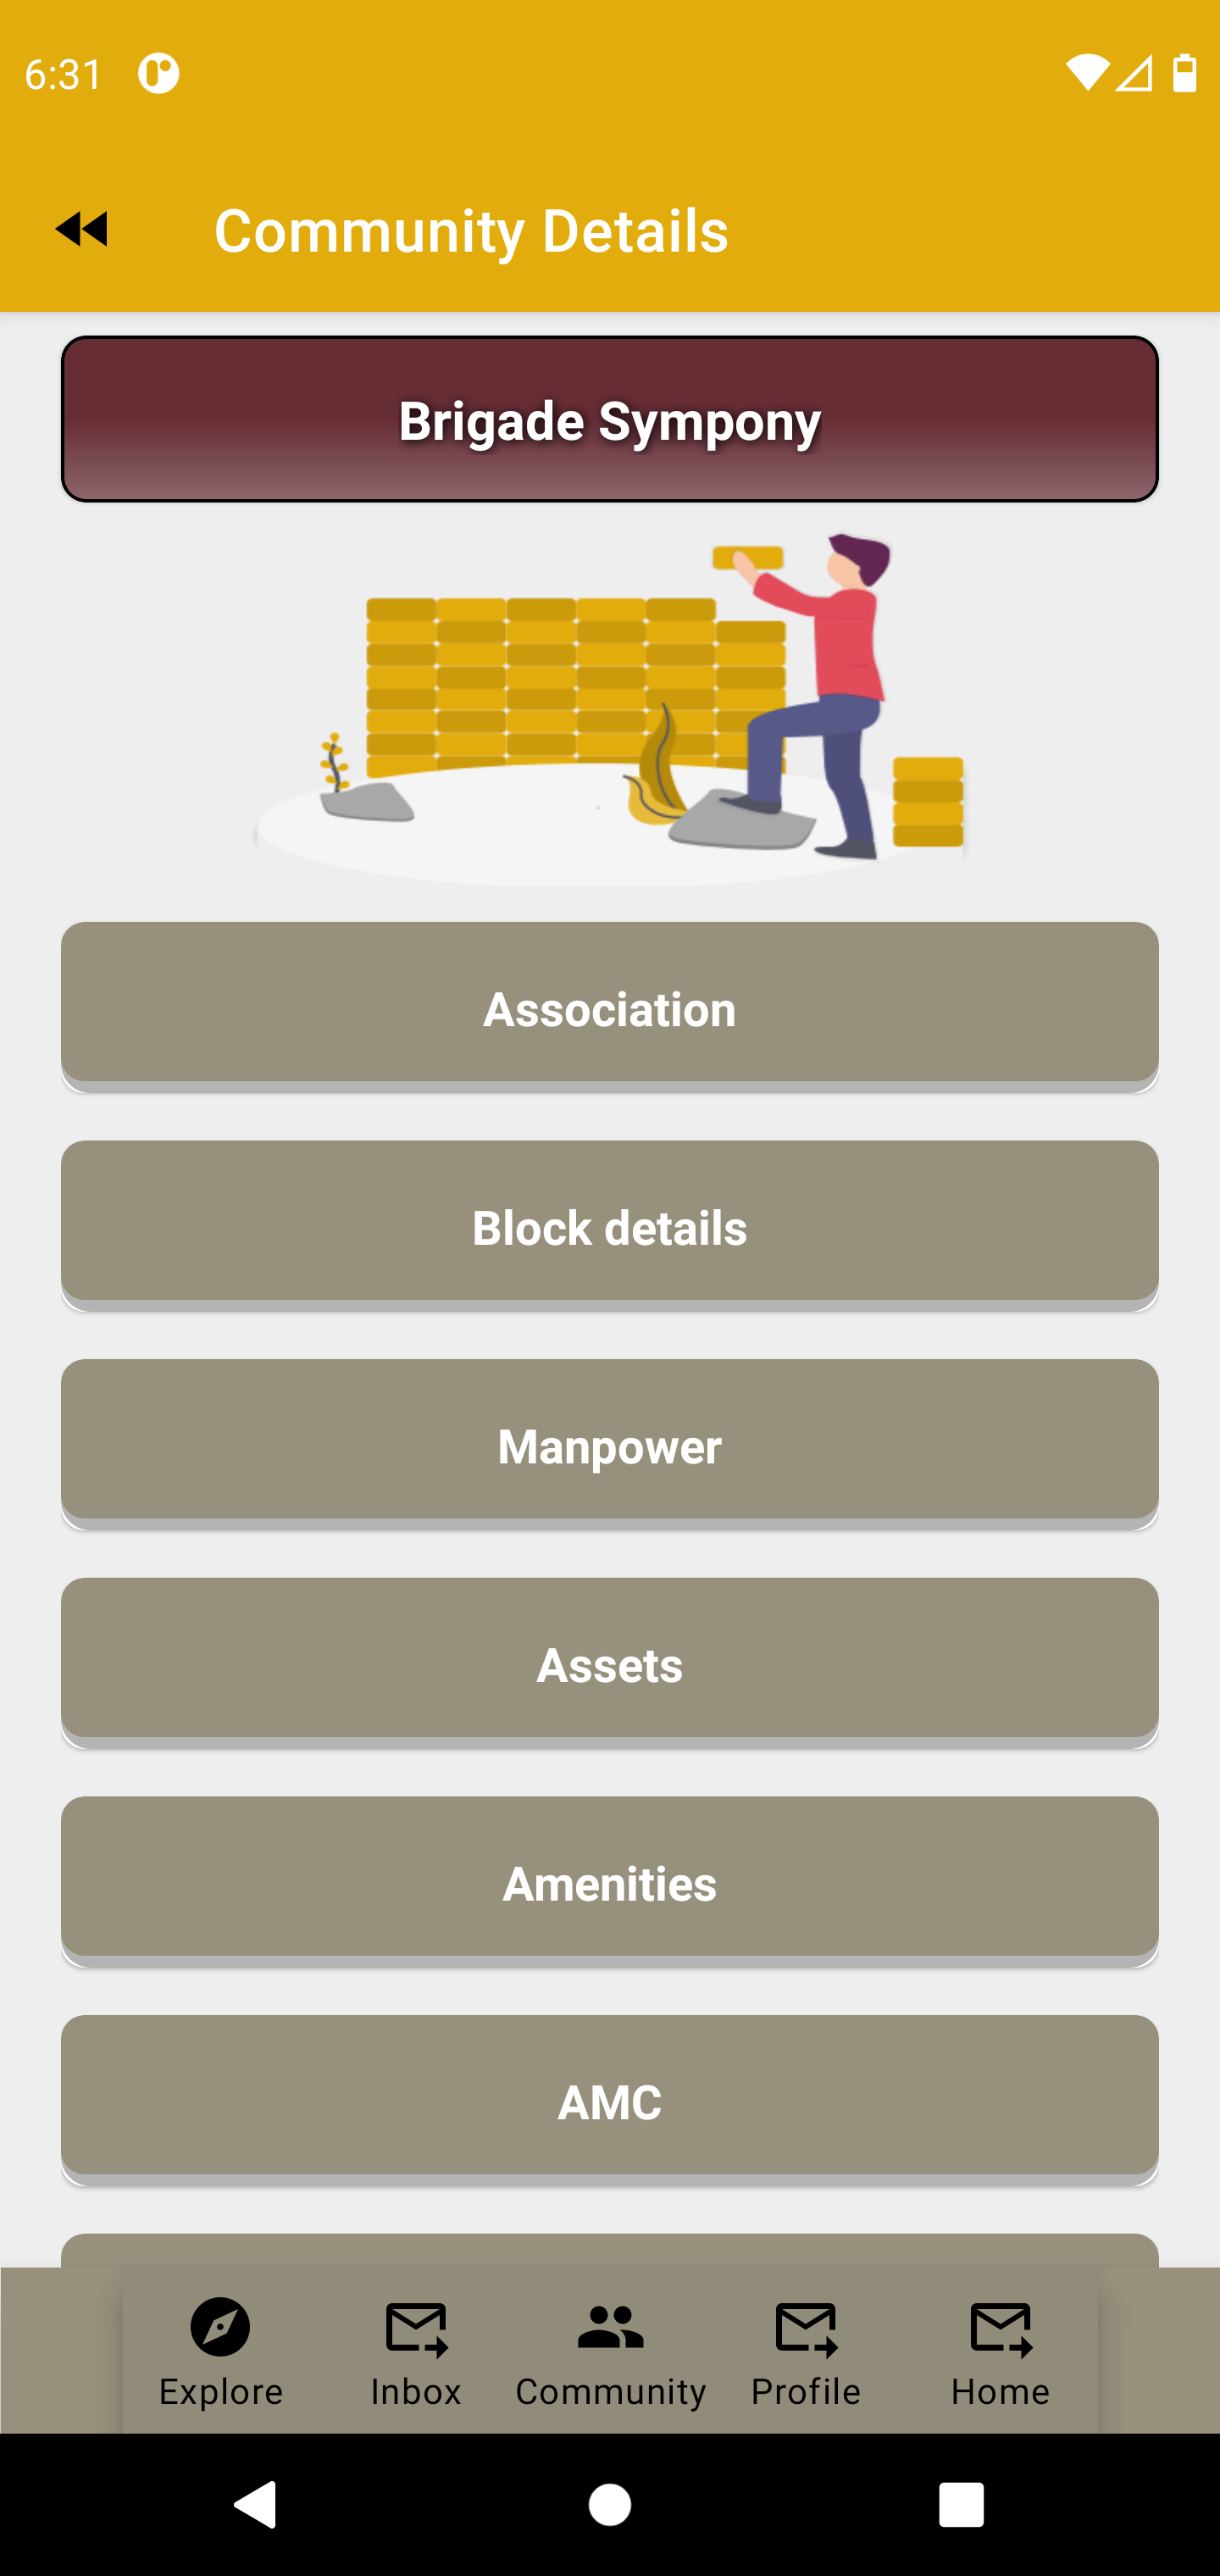 6:31
Community Details
Brigade Sympony
Association
Block details
Manpower
Assets
Amenities
AMC
Explore
Inbox
Community
Profile
Home